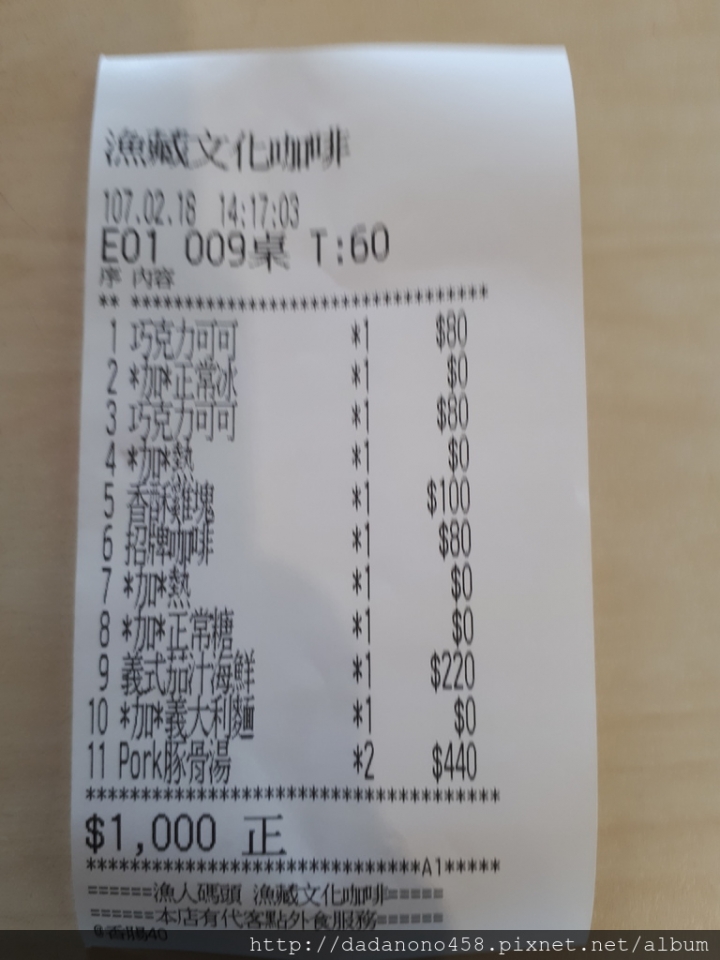 漁藏文化咖啡
107.02.18 14:17:03
E01 009桌 T:60
序 內容
** ***********************************
1 巧克力可可 *1 $80
2 *加*正常冰 *1 $0
3 巧克力可可 *1 $80
4 *加*熱 *1 $0
5 香酥雞塊 *1 $100
6 招牌咖啡 *1 $80
7 *加*熱 *1 $0
8 *加*正常糖 *1 $0
9 義式茄汁海鮮 *1 $220
10 *加*義大利麵 *1 $0
11 Pork豚骨湯 *2 $440
**************************************
$1,000 正
******************************A1*****
======漁人碼頭 漁藏文化咖啡=====
======本店有代客點外食服務======
@香腸40
http://dadanono458.pixnet.net/album